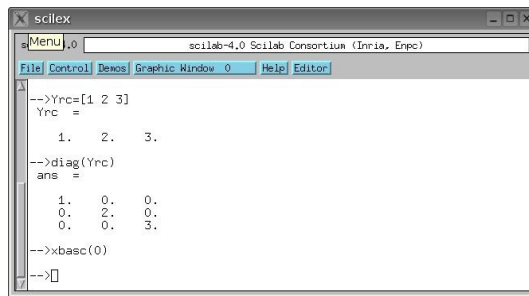 scilex
Menu .0 scilab-4.0 Scilab Consortium (Inria, Enpc)
File Control Demos Graphic Window 0 Help Editor
-->Yrc=[1 2 3]
Yrc =
1. 2. 3.
-->diag(Yrc)
ans =
1. 0. 0.
0. 2. 0.
0. 0. 3.
-->xbasc(0)
-->